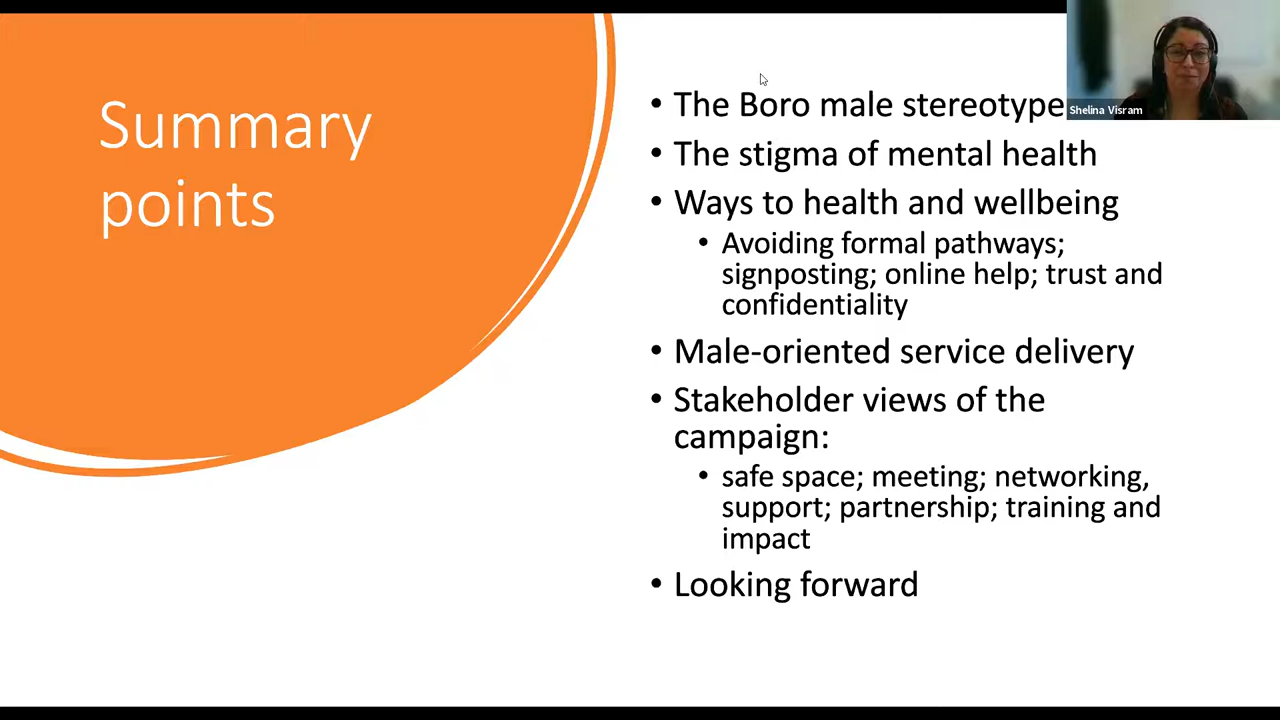 Summary
points
• The Boro male stereotype
Shelina Visram
• The stigma of mental health
• Ways to health and wellbeing
• Avoiding formal pathways;
signposting; online help; trust and
confidentiality
• Male-oriented service delivery
• Stakeholder views of the
campaign:
• safe space; meeting; networking,
support; partnership; training and
impact
• Looking forward